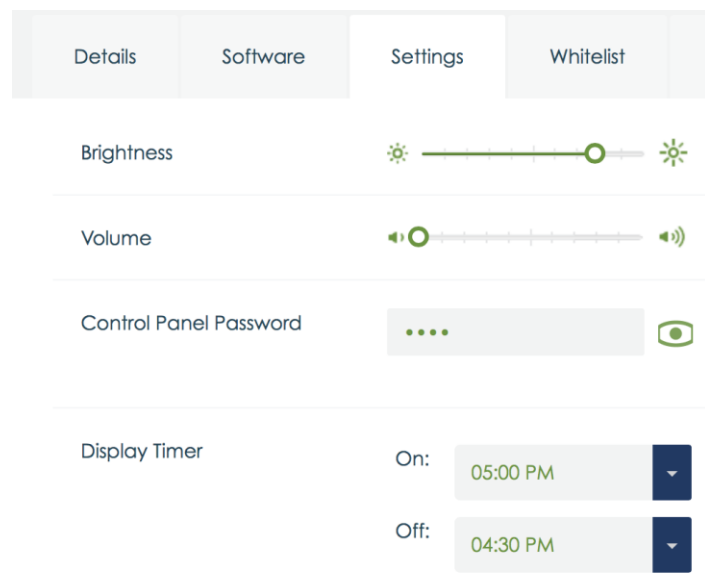 Details Software Settings Whitelist
Brightness
Volume
Control Panel Password ••••
Display Timer On: 05:00 PM
Off: 04:30 PM